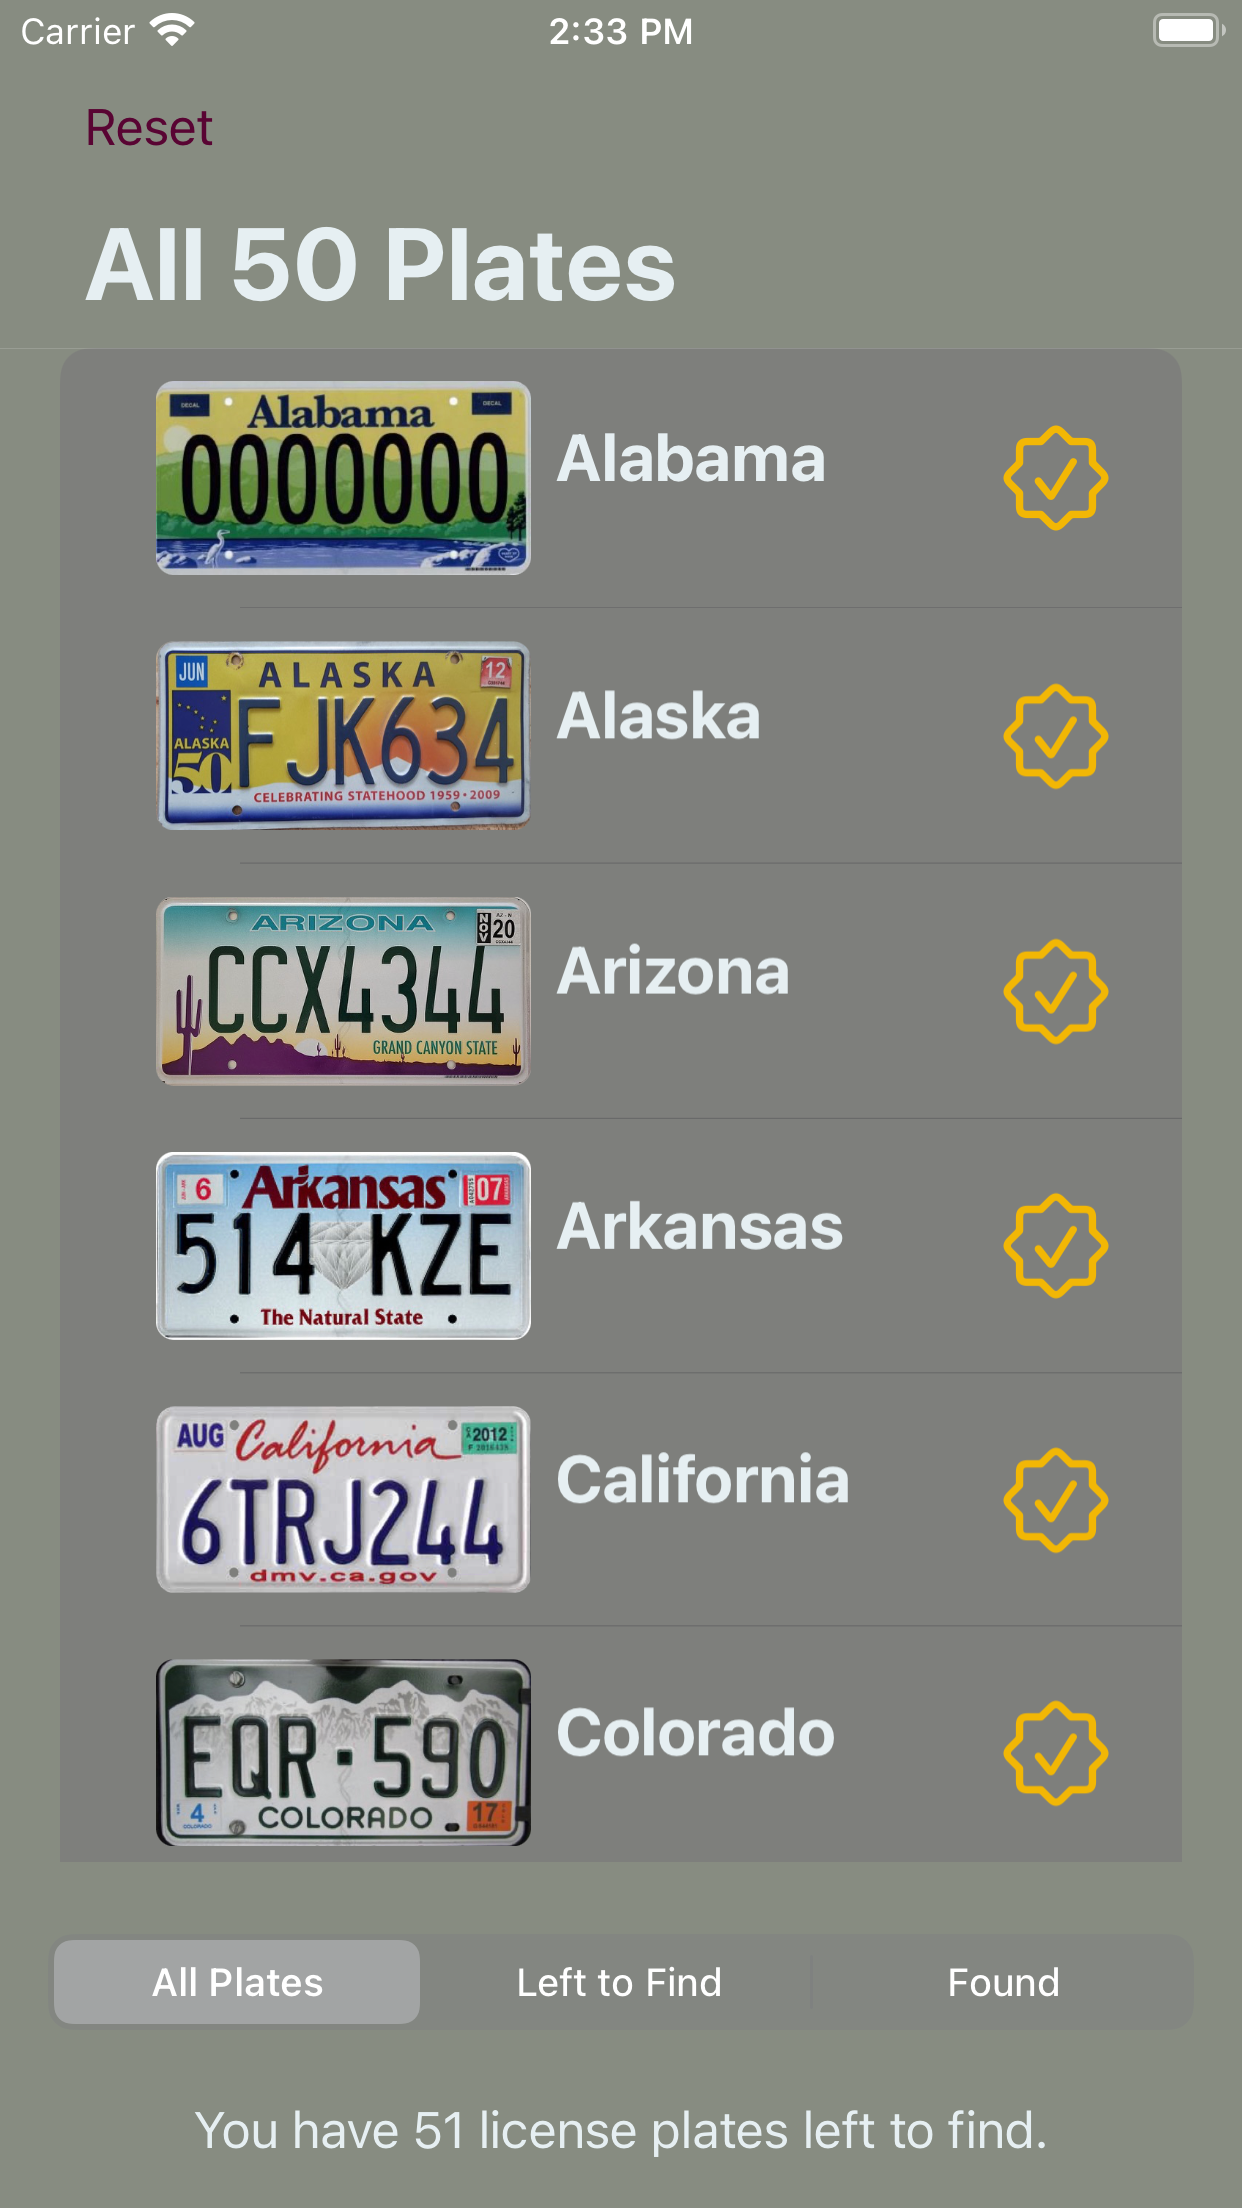 Carrier 2:33 PM
Reset
All 50 Plates
DECAL Alabama DECAL
0000000
Alabama
JUN ALASKA 12
FJK634
ALASKA
50
CELEBRATING STATEHOOD 1959•2009
Alaska
ARIZONA NOV 20
CCX4344
GRAND CANYON STATE
Arizona
6 Arkansas 07
514 KZE
The Natural State
Arkansas
AUG California 2012
6TRJ244
dmv.ca.gov
California
EQR·590
4 COLORADO 17
COLORADO
Colorado
All Plates Left to Find Found
You have 51 license plates left to find.